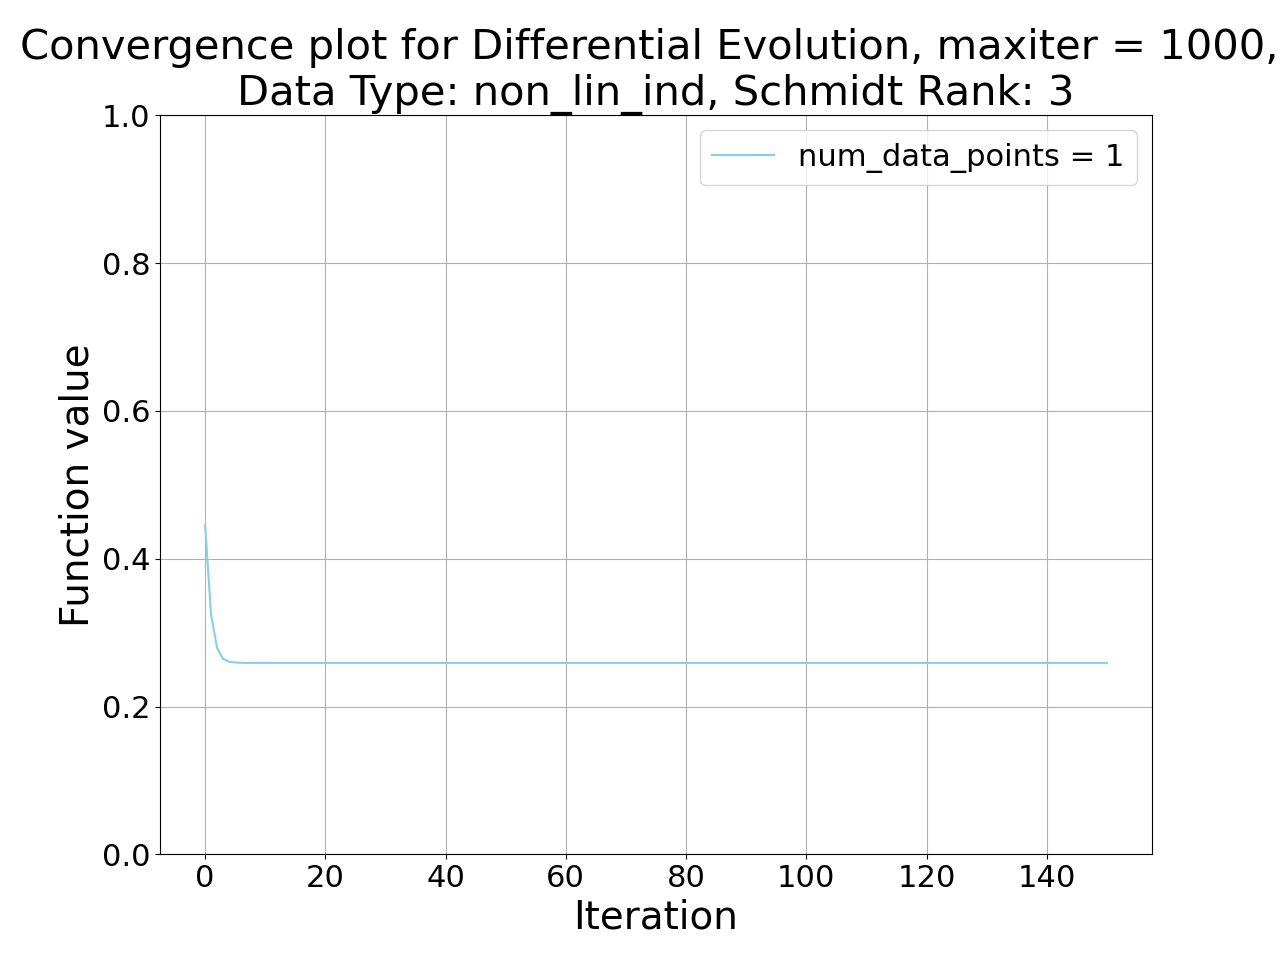 Convergence plot for Differential Evolution, maxiter = 1000,
Data Type: non_lin_ind, Schmidt Rank: 3
num_data_points = 1
Function value
1.0
0.8
0.6
0.4
0.2
0.0
0 20 40 60 80 100 120 140
Iteration